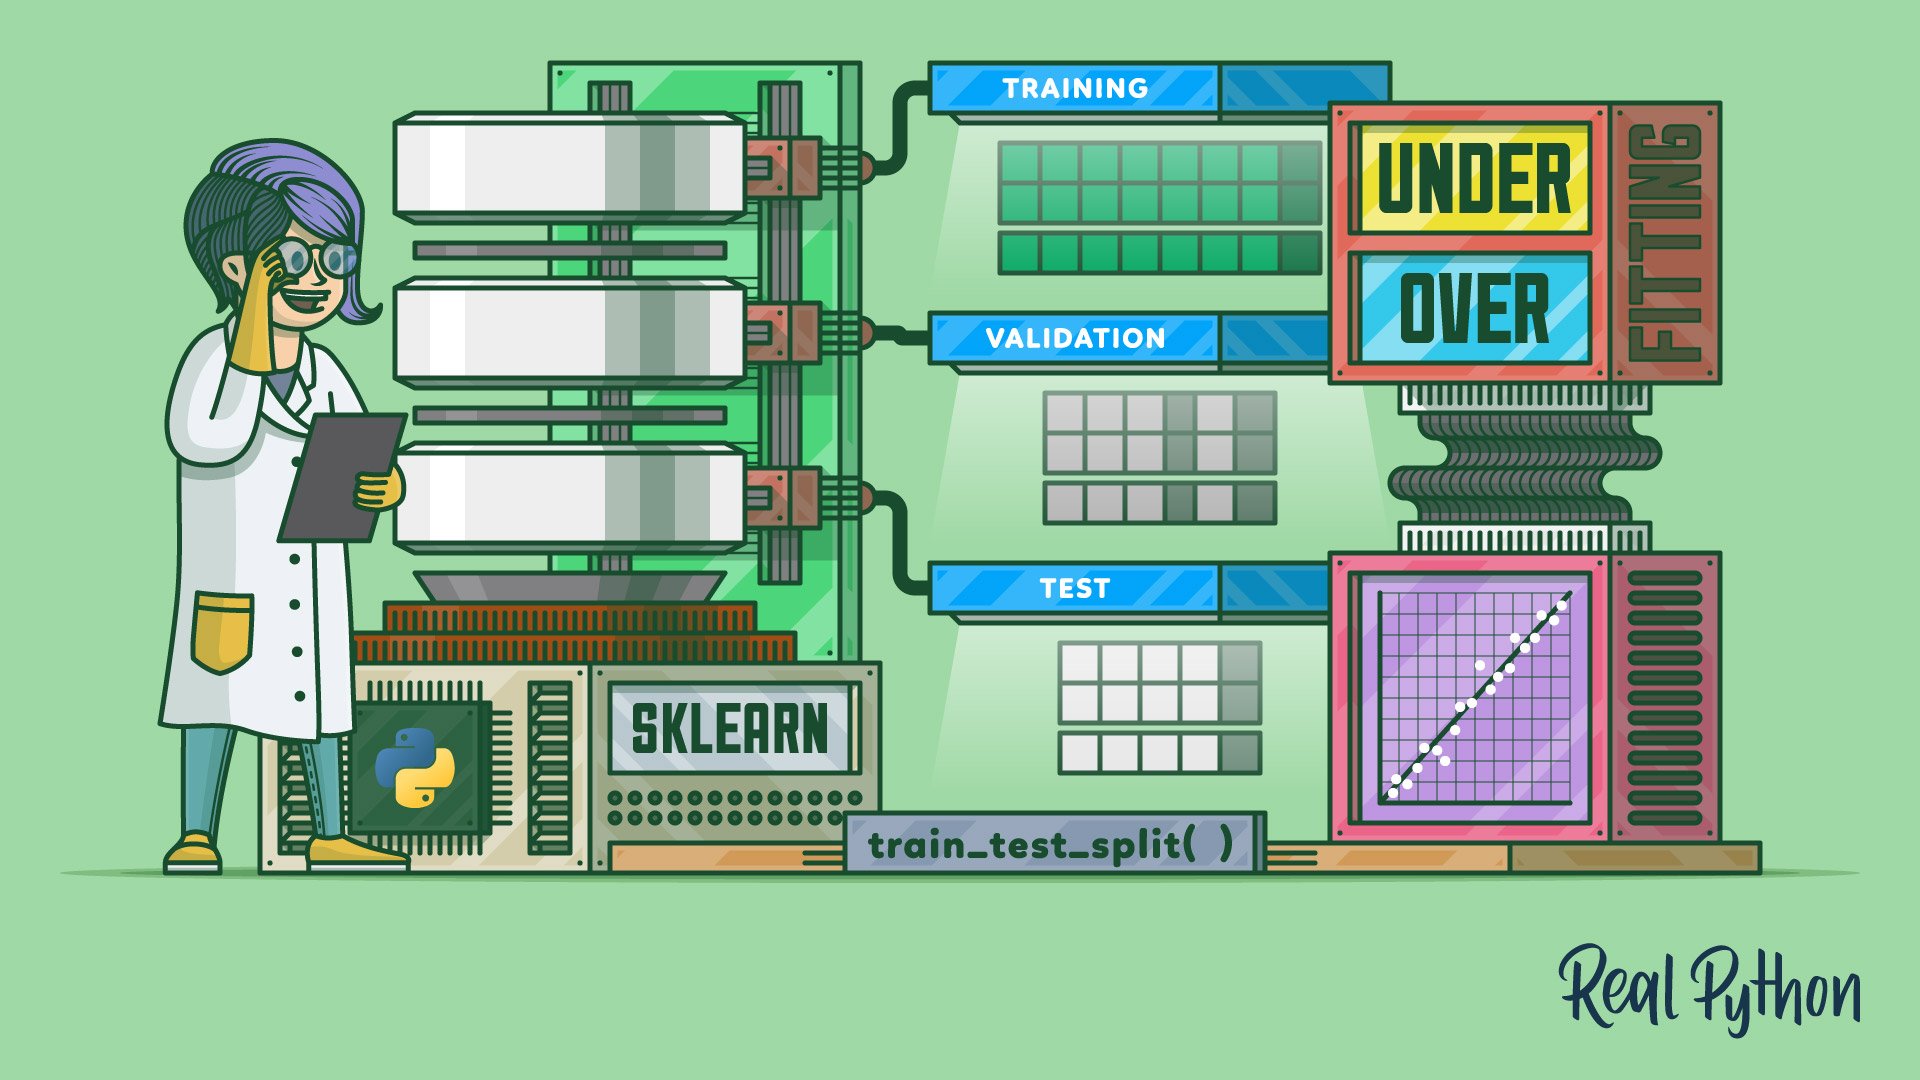 TRAINING
VALIDATION
TEST
UNDER
OVER
FITTING
SKLEARN
train_test_split( )
Real Python